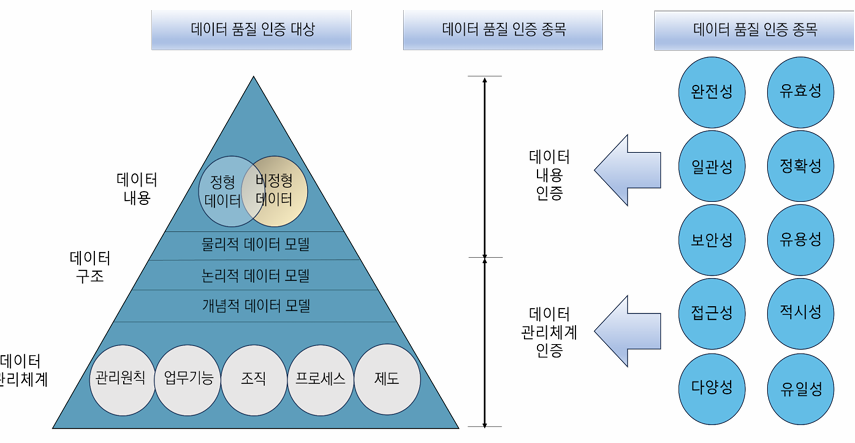 데이터 품질 인증 대상
데이터 품질 인증 종목
데이터 품질 인증 종목
데이터
내용
정형
데이터
비정형
데이터
데이터
구조
물리적 데이터 모델
논리적 데이터 모델
개념적 데이터 모델
데이터
관리체계
관리원칙
업무기능
조직
프로세스
제도
데이터
내용
인증
데이터
관리체계
인증
완전성
유효성
일관성
정확성
보안성
유용성
접근성
적시성
다양성
유일성